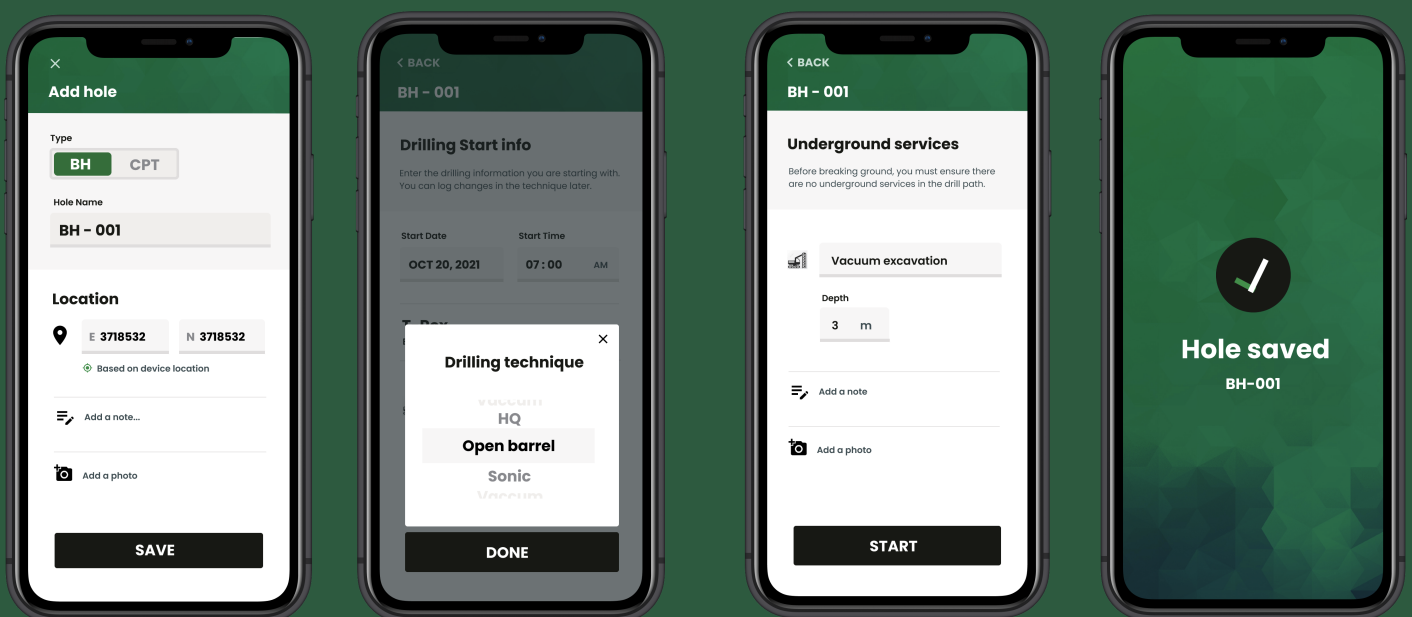 Add hole
Type
BH CPT
Hole Name
BH - 001
Location
E 3718532 N 3718532
Based on device location
Add a note...
Add a photo
SAVE
BACK
BH - 001
Drilling Start info
Enter the drilling information you are starting with.
You can log changes in the technique later.
Start Date Start Time
OCT 20, 2021 07 : 00 AM
Drilling technique
Vaccum
HQ
Open barrel
Sonic
Vaccum
DONE
BACK
BH - 001
Underground services
Before breaking ground, you must ensure there
are no underground services in the drill path.
Vacuum excavation
Depth
3 m
Add a note
Add a photo
START
Hole saved
BH-001